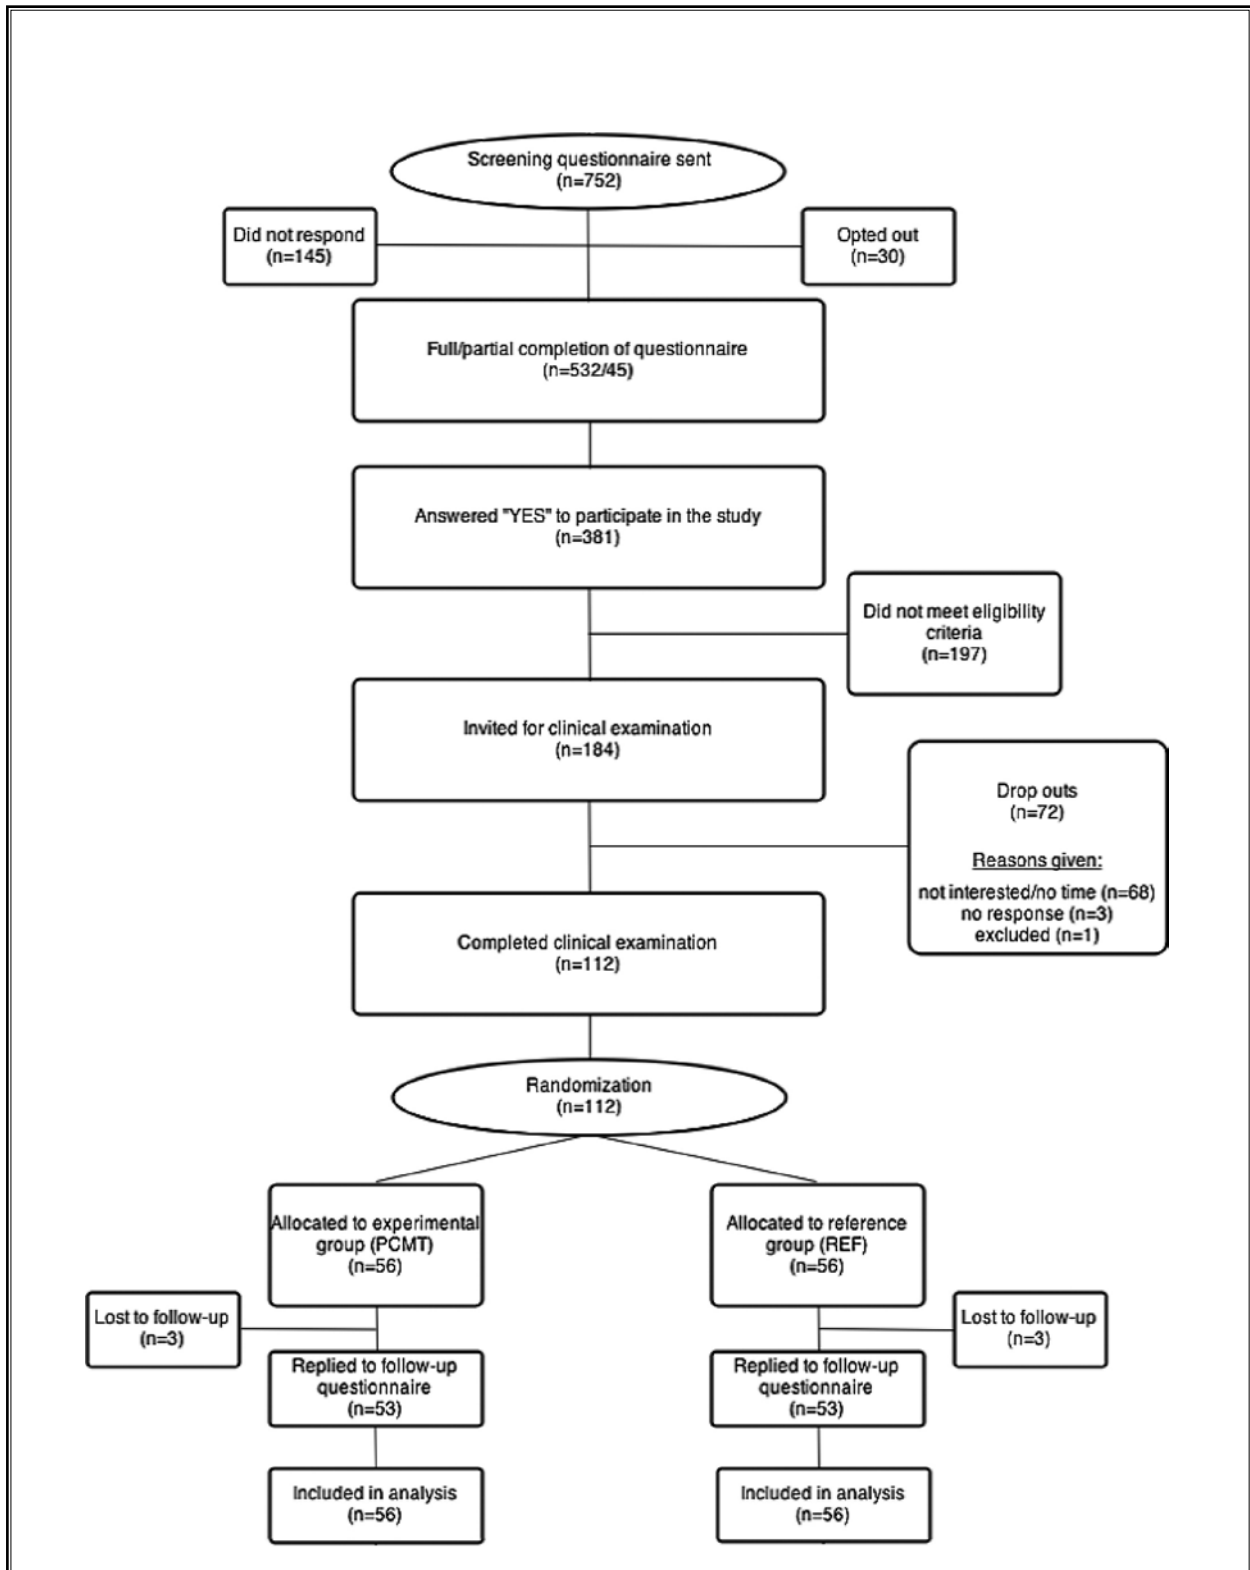 Screening questionnaire sent
(n=752)
Did not respond
(n=145)
Opted out
(n=30)
Full/partial completion of questionnaire
(n=532/45)
Answered "YES" to participate in the study
(n=381)
Did not meet eligibility
criteria
(n=197)
Invited for clinical examination
(n=184)
Drop outs
(n=72)
Reasons given:
not interested/no time (n=68)
no response (n=3)
excluded (n=1)
Completed clinical examination
(n=112)
Randomization
(n=112)
Allocated to experimental
group (PCMT)
(n=56)
Allocated to reference
group (REF)
(n=56)
Lost to follow-up
(n=3)
Lost to follow-up
(n=3)
Replied to follow-up
questionnaire
(n=53)
Replied to follow-up
questionnaire
(n=53)
Included in analysis
(n=56)
Included in analysis
(n=56)